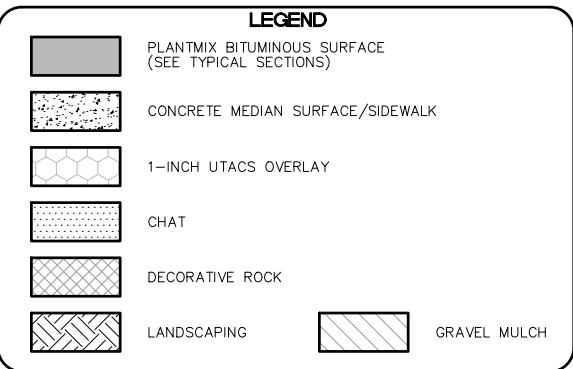 LEGEND
PLANTMIX BITUMINOUS SURFACE
(SEE TYPICAL SECTIONS)
CONCRETE MEDIAN SURFACE/SIDEWALK
1-INCH UTACS OVERLAY
CHAT
DECORATIVE ROCK
LANDSCAPING
GRAVEL MULCH